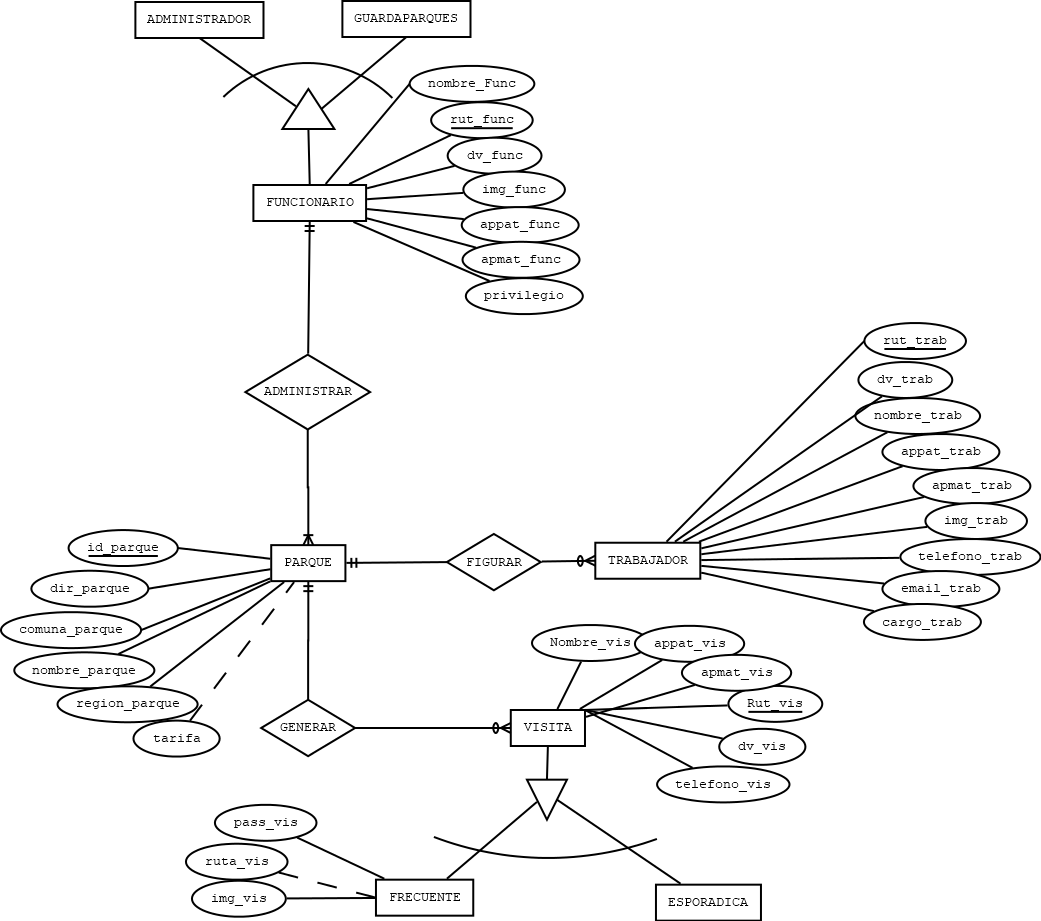 ADMINISTRADOR
GUARDAPARQUES
nombre_Func
rut_func
dv_func
img_func
FUNCIONARIO
appat_func
apmat_func
privilegio
rut_trab
dv_trab
ADMINISTRAR
nombre_trab
appat_trab
apmat_trab
img_trab
id_parque
PARQUE
FIGURAR
TRABAJADOR
telefono_trab
dir_parque
email_trab
comuna_parque
cargo_trab
Nombre_vis
appat_vis
nombre_parque
apmat_vis
region_parque
Rut_vis
tarifa
GENERAR
VISITA
dv_vis
telefono_vis
pass_vis
ruta_vis
img_vis
FRECUENTE
ESPORADICA